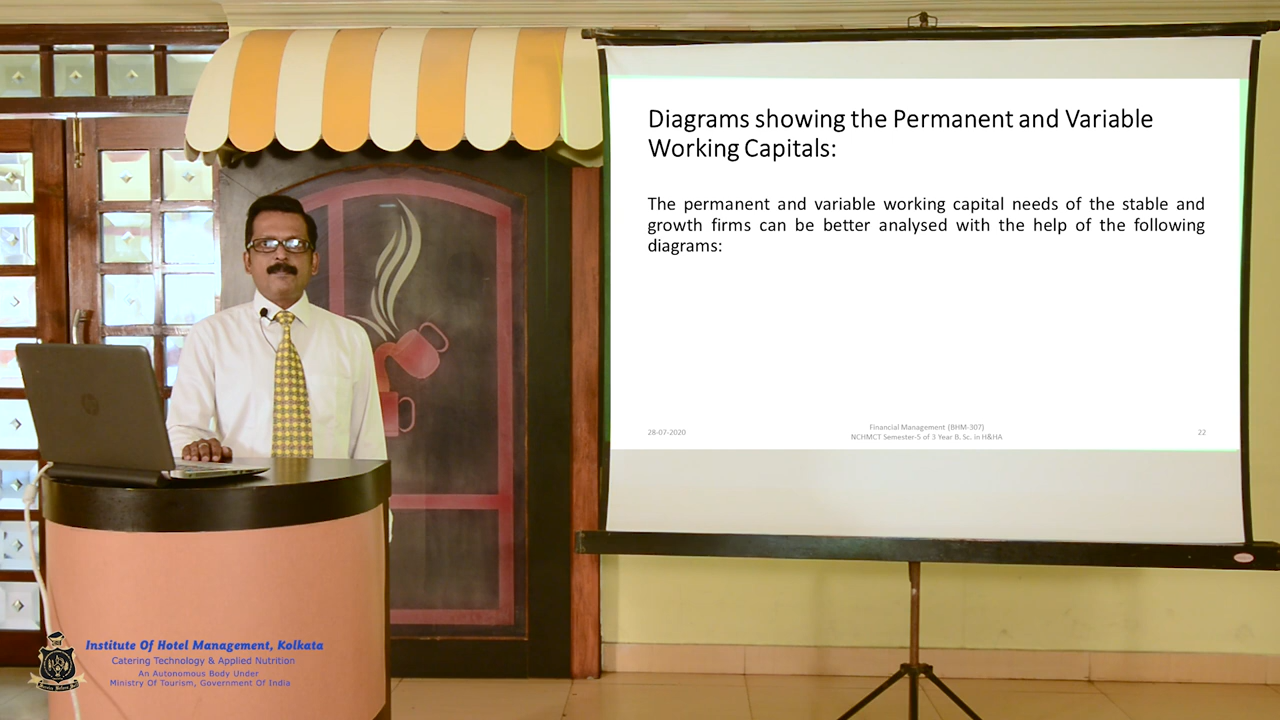 Diagrams showing the Permanent and Variable
Working Capitals:
The permanent and variable working capital needs of the stable and
growth firms can be better analysed with the help of the following
diagrams:
28-07-2020
Financial Management (BHM-307)
NCHMCT Semester-5 of 3 Year B. Sc. in H&HA
22
Institute Of Hotel Management, Kolkata
Catering Technology & Applied Nutrition
An Autonomous Body Under
Ministry Of Tourism, Government Of India